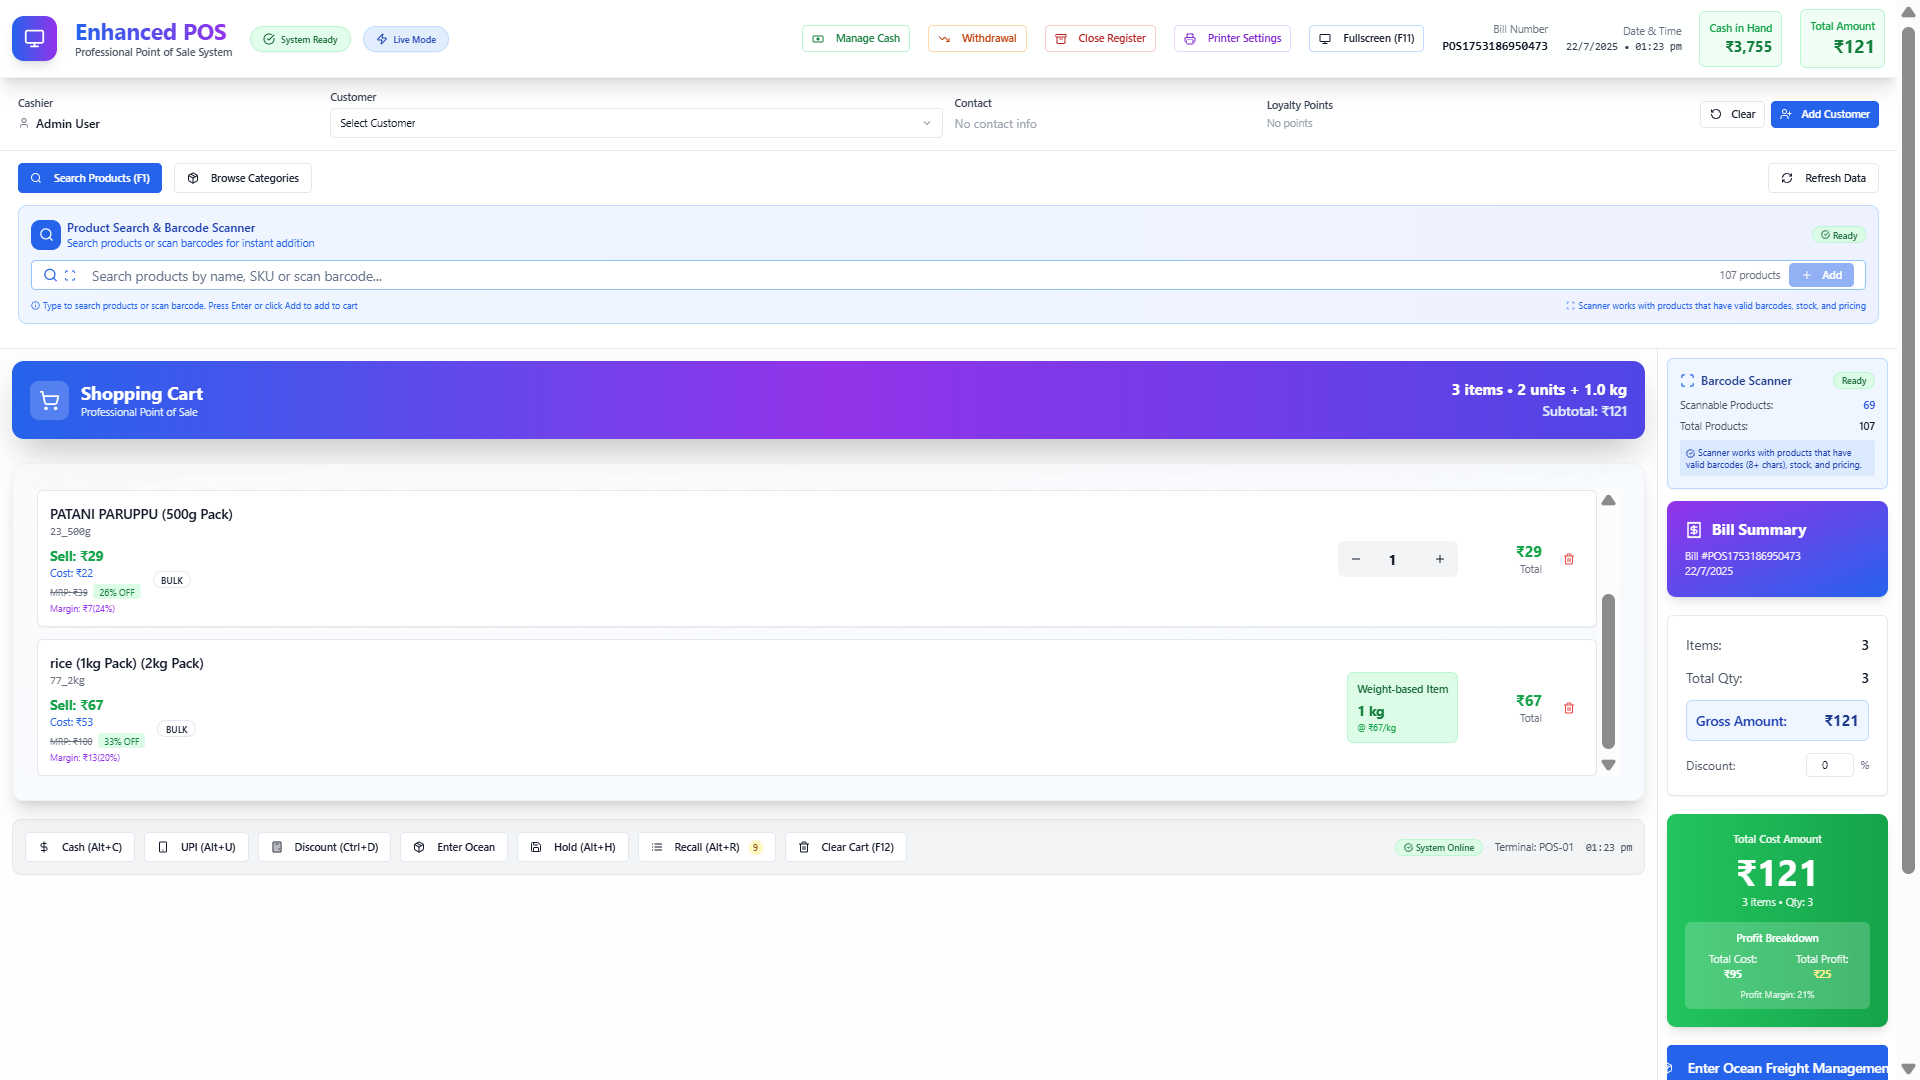 Enhanced POS
Professional Point of Sale System
System Ready
Live Mode
Manage Cash
Withdrawal
Close Register
Printer Settings
Fullscreen (F11)
Bill Number
POS1753186950473
Date & Time
22/7/2025 • 01:23 pm
Cash in Hand
₹3,755
Total Amount
₹121
Cashier
Admin User
Customer
Select Customer
Contact
No contact info
Loyalty Points
No points
Clear
Add Customer
Search Products (F1)
Browse Categories
Refresh Data
Product Search & Barcode Scanner
Search products or scan barcodes for instant addition
Ready
Search products by name, SKU or scan barcode...
107 products
Add
Type to search products or scan barcode. Press Enter or click Add to add to cart
Scanner works with products that have valid barcodes, stock, and pricing
Shopping Cart
Professional Point of Sale
3 items • 2 units + 1.0 kg
Subtotal: ₹121
PATANI PARUPPU (500g Pack)
23_500g
Sell: ₹29
Cost: ₹22
MRP: ₹39 26% OFF
Margin: ₹7(24%)
BULK
1
₹29
Total
rice (1kg Pack) (2kg Pack)
77_2kg
Sell: ₹67
Cost: ₹53
MRP: ₹100 33% OFF
Margin: ₹13(20%)
BULK
Weight-based Item
1 kg
@ ₹67/kg
₹67
Total
Cash (Alt+C)
UPI (Alt+U)
Discount (Ctrl+D)
Enter Ocean
Hold (Alt+H)
Recall (Alt+R) 9
Clear Cart (F12)
System Online
Terminal: POS-01
01:23 pm
Barcode Scanner
Ready
Scannable Products: 69
Total Products: 107
Scanner works with products that have
valid barcodes (8+ chars), stock, and pricing.
Bill Summary
Bill #POS1753186950473
22/7/2025
Items: 3
Total Qty: 3
Gross Amount: ₹121
Discount: 0 %
Total Cost Amount
₹121
3 items • Qty: 3
Profit Breakdown
Total Cost: Total Profit:
₹95 ₹25
Profit Margin: 21%
Enter Ocean Freight Managemen